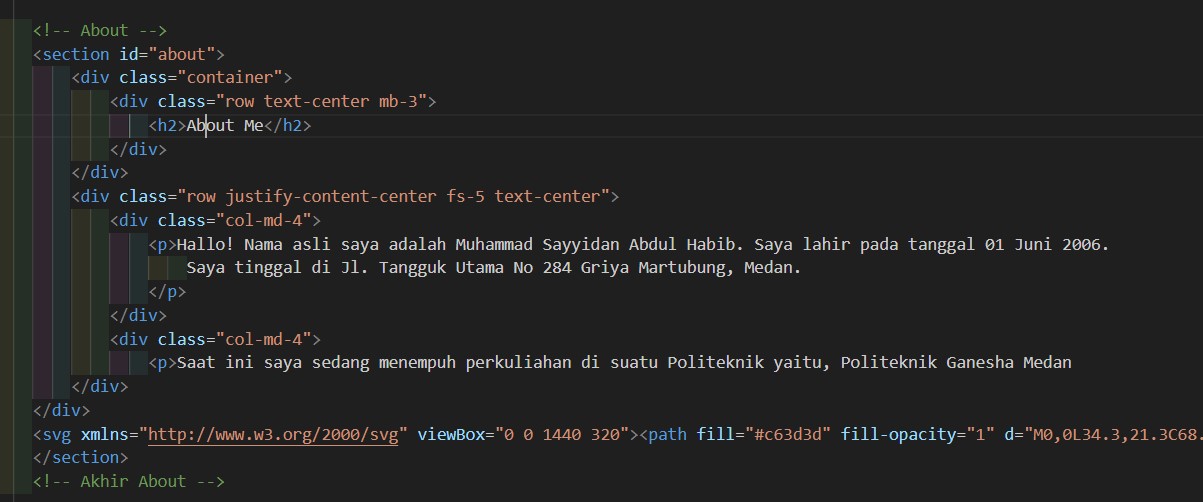 <!-- About -->
<section id="about">
<div class="container">
<div class="row text-center mb-3">
<h2>About Me</h2>
</div>
</div>
<div class="row justify-content-center fs-5 text-center">
<div class="col-md-4">
<p>Hallo! Nama asli saya adalah Muhammad Sayyidan Abdul Habib. Saya lahir pada tanggal 01 Juni 2006.
Saya tinggal di Jl. Tangguk Utama No 284 Griya Martubung, Medan.
</p>
</div>
<div class="col-md-4">
<p>Saat ini saya sedang menempuh perkuliahan di suatu Politeknik yaitu, Politeknik Ganesha Medan
</div>
</div>
<svg xmlns="http://www.w3.org/2000/svg" viewBox="0 0 1440 320"><path fill="#c63d3d" fill-opacity="1" d="M0,0L34.3,21.3C68.
</section>
<!-- Akhir About -->